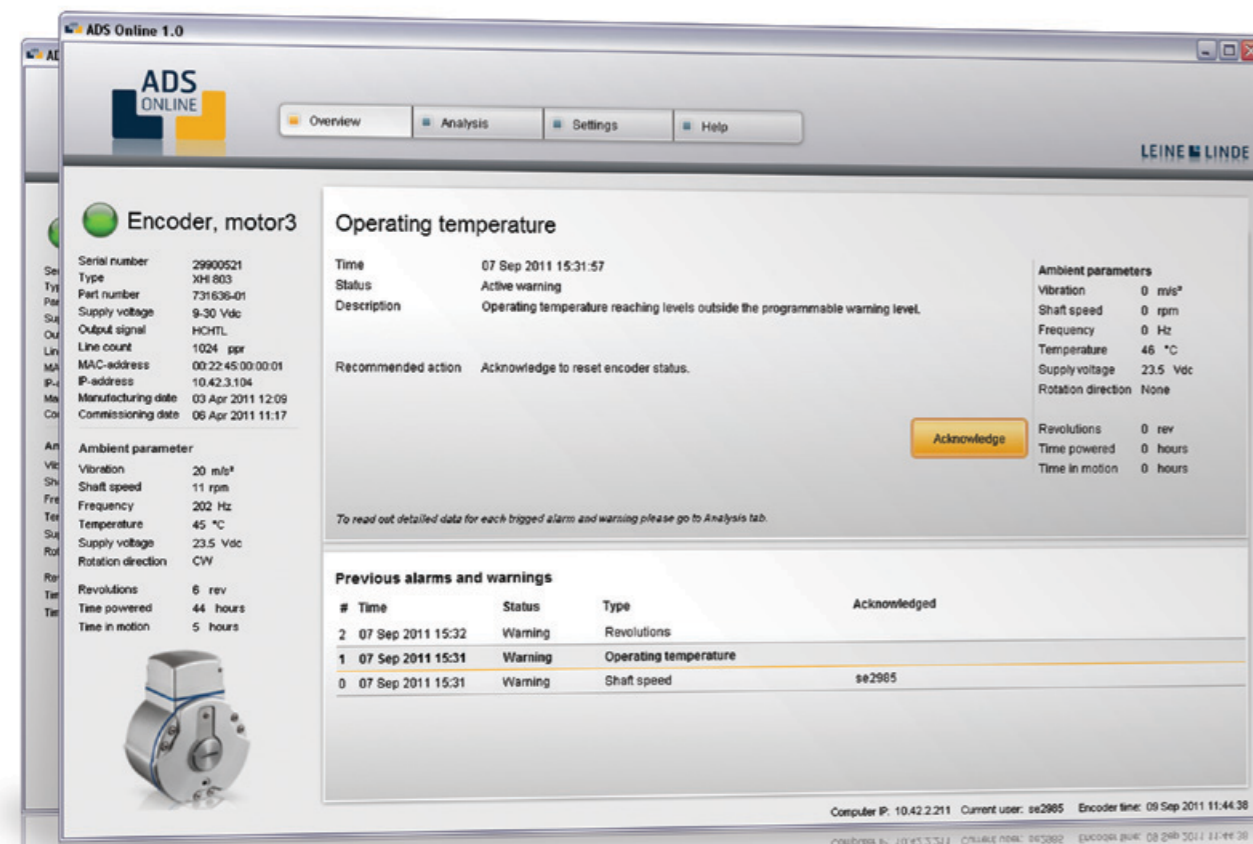 ADS Online 1.0
ADS
ONLINE
Overview
Analysis
Settings
Help
LEINE LINDE
Encoder, motor3
Serial number 29900521
Type XHI 803
Part number 731636-01
Supply voltage 9-30 Vdc
Output signal HCHTL
Line count 1024 ppr
MAC-address 00:22:45:00:00:01
IP-address 10.42.3.104
Manufacturing date 03 Apr 2011 12:09
Commissioning date 06 Apr 2011 11:17
Ambient parameter
Vibration 20 m/s²
Shaft speed 11 rpm
Frequency 202 Hz
Temperature 45 °C
Supply voltage 23.5 Vdc
Rotation direction CW
Revolutions 6 rev
Time powered 44 hours
Time in motion 5 hours
Operating temperature
Time 07 Sep 2011 15:31:57
Status Active warning
Description Operating temperature reaching levels outside the programmable warning level.
Recommended action Acknowledge to reset encoder status.
Acknowledge
To read out detailed data for each trigged alarm and warning please go to Analysis tab.
Ambient parameters
Vibration 0 m/s²
Shaft speed 0 rpm
Frequency 0 Hz
Temperature 46 °C
Supply voltage 23.5 Vdc
Rotation direction None
Revolutions 0 rev
Time powered 0 hours
Time in motion 0 hours
Previous alarms and warnings
# Time Status Type Acknowledged
2 07 Sep 2011 15:32 Warning Revolutions
1 07 Sep 2011 15:31 Warning Operating temperature
0 07 Sep 2011 15:31 Warning Shaft speed se2985
Computer IP: 10.42.2.211 Current user: se2985 Encoder time: 09 Sep 2011 11:44:38